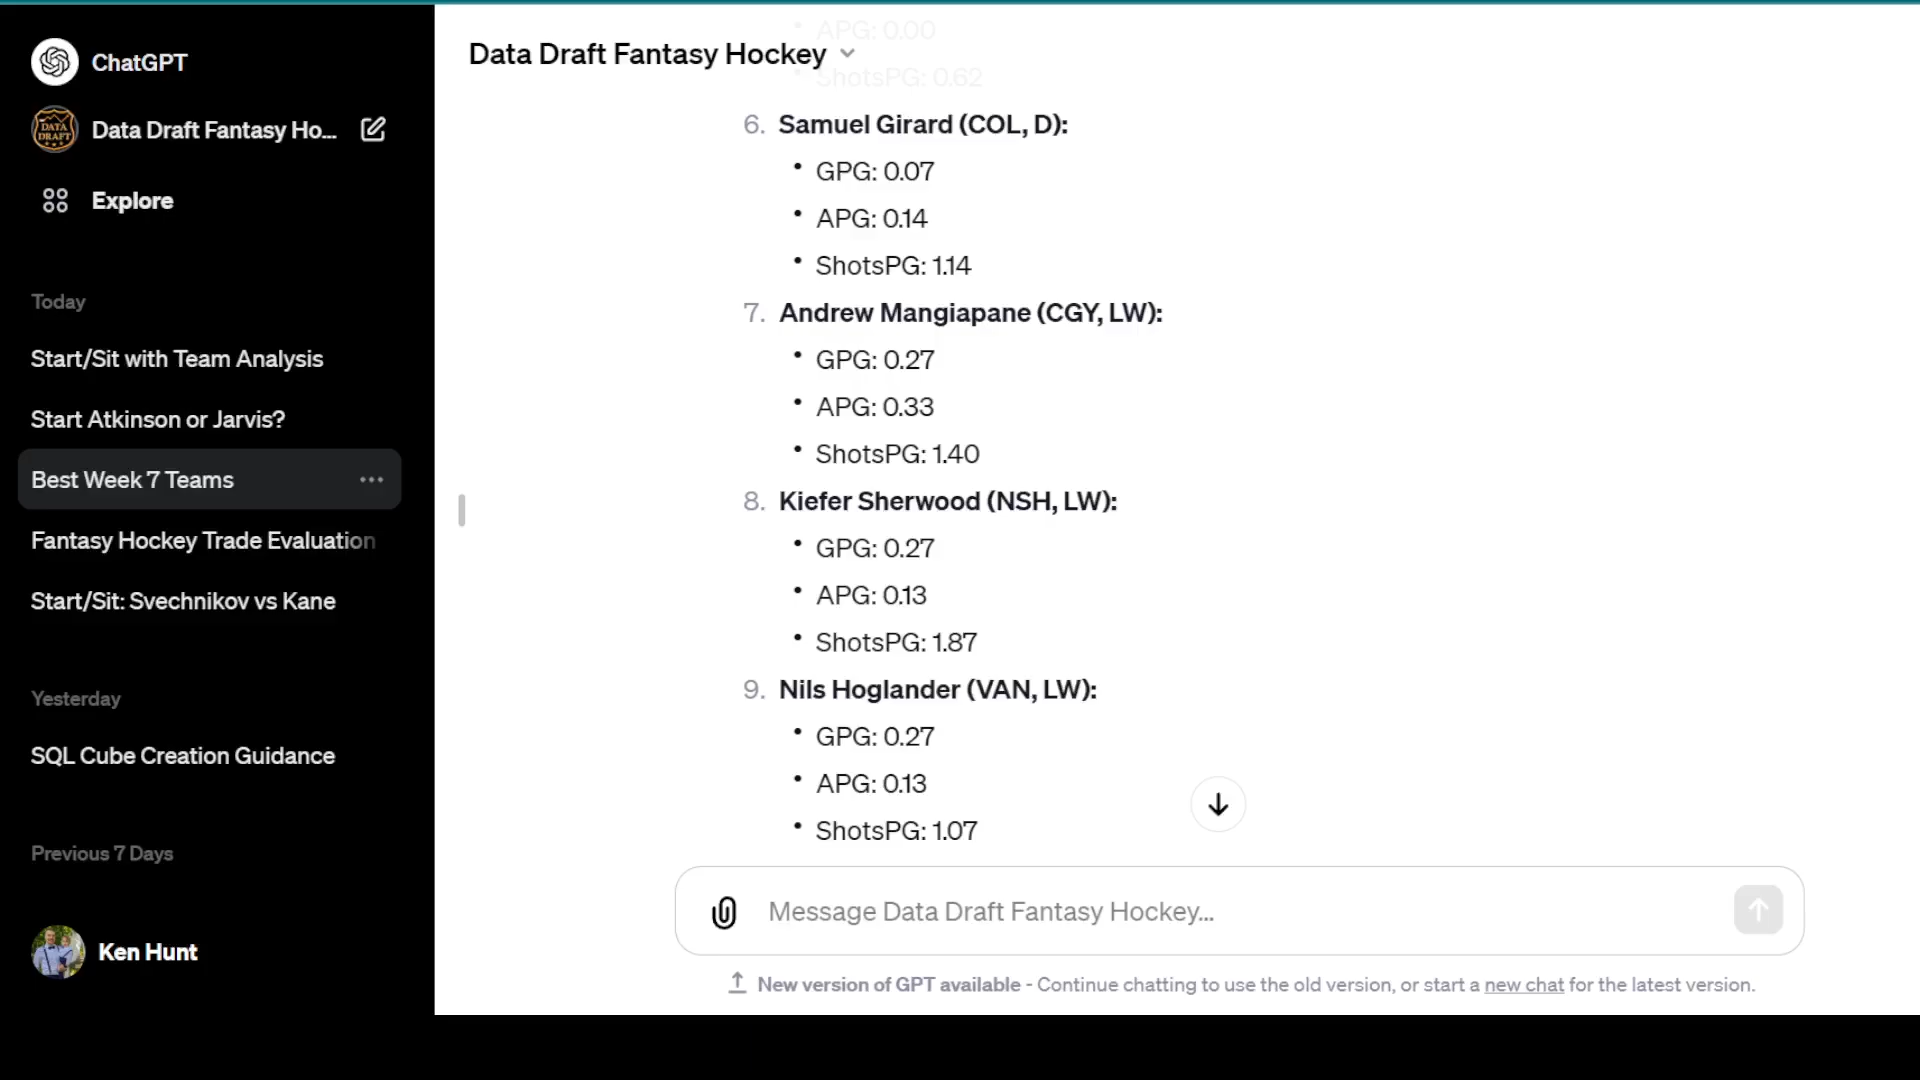 ChatGPT
DATA
DRAFT
Data Draft Fantasy Ho...
Explore
Today
Start/Sit with Team Analysis
Start Atkinson or Jarvis?
Best Week 7 Teams
Fantasy Hockey Trade Evaluation
Start/Sit: Svechnikov vs Kane
Yesterday
SQL Cube Creation Guidance
Previous 7 Days
Ken Hunt
Data Draft Fantasy Hockey
• APG: 0.00
• ShotsPG: 0.62
6. Samuel Girard (COL, D):
• GPG: 0.07
• APG: 0.14
• ShotsPG: 1.14
7. Andrew Mangiapane (CGY, LW):
• GPG: 0.27
• APG: 0.33
• ShotsPG: 1.40
8. Kiefer Sherwood (NSH, LW):
• GPG: 0.27
• APG: 0.13
• ShotsPG: 1.87
9. Nils Hoglander (VAN, LW):
• GPG: 0.27
• APG: 0.13
• ShotsPG: 1.07
Message Data Draft Fantasy Hockey...
New version of GPT available - Continue chatting to use the old version, or start a new chat for the latest version.